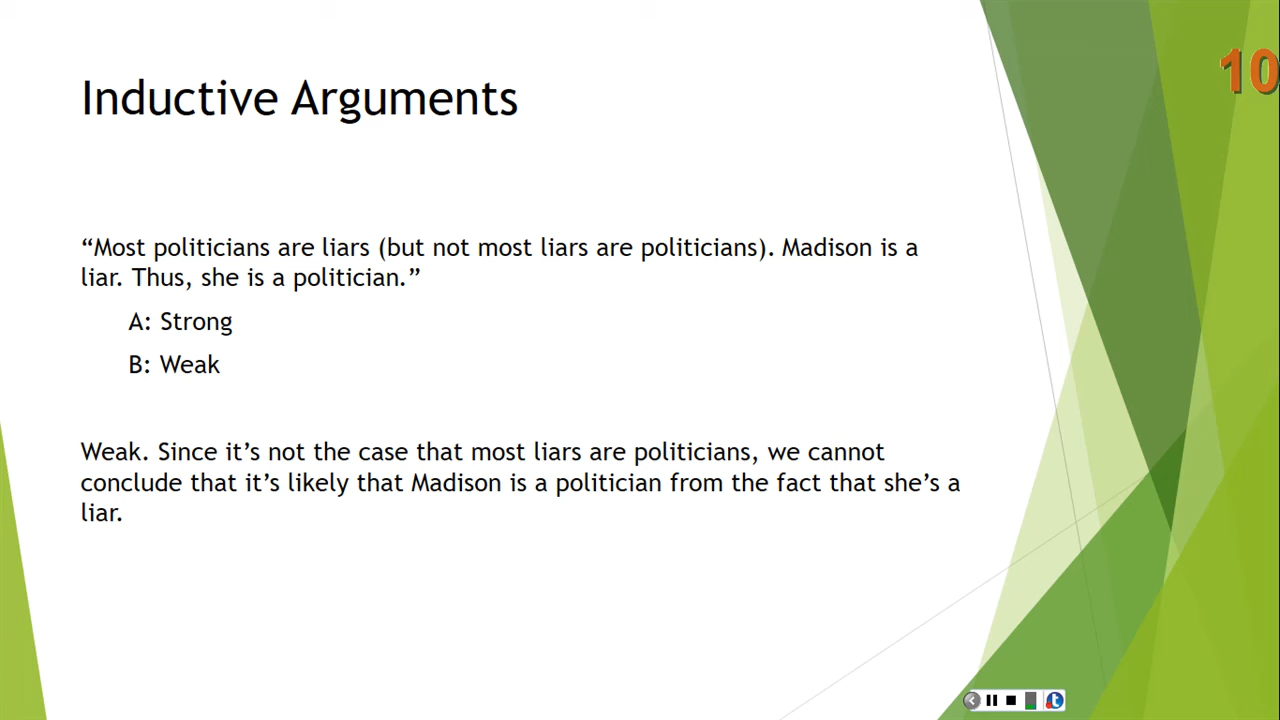 10
Inductive Arguments
“Most politicians are liars (but not most liars are politicians). Madison is a
liar. Thus, she is a politician.”
A: Strong
B: Weak
Weak. Since it’s not the case that most liars are politicians, we cannot
conclude that it’s likely that Madison is a politician from the fact that she’s a
liar.
t